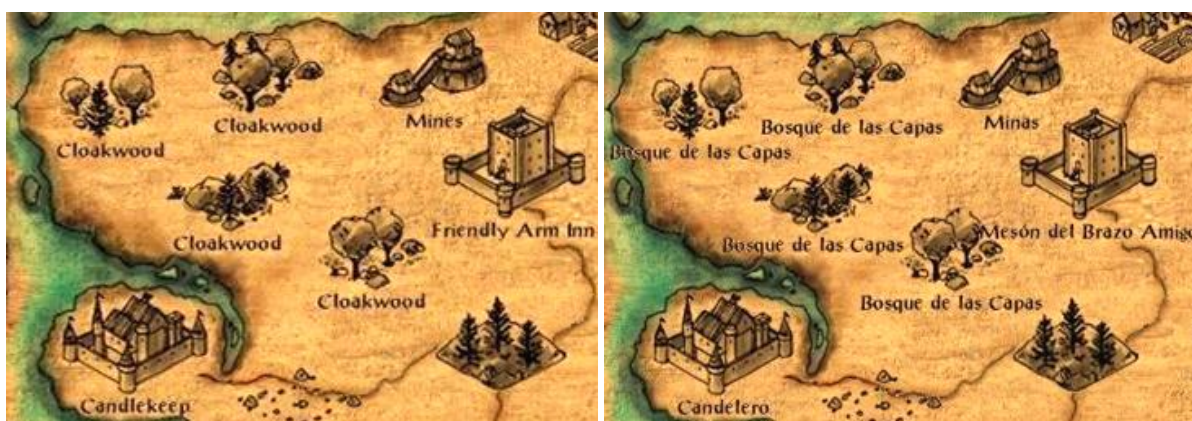 Cloakwood
Mines
Cloakwood
Friendly Arm Inn
Cloakwood
Cloakwood
Candlekeep
Bosque de las Capas
Minas
Bosque de las Capas
Mesón del Brazo Amigo
Bosque de las Capas
Bosque de las Capas
Candelero